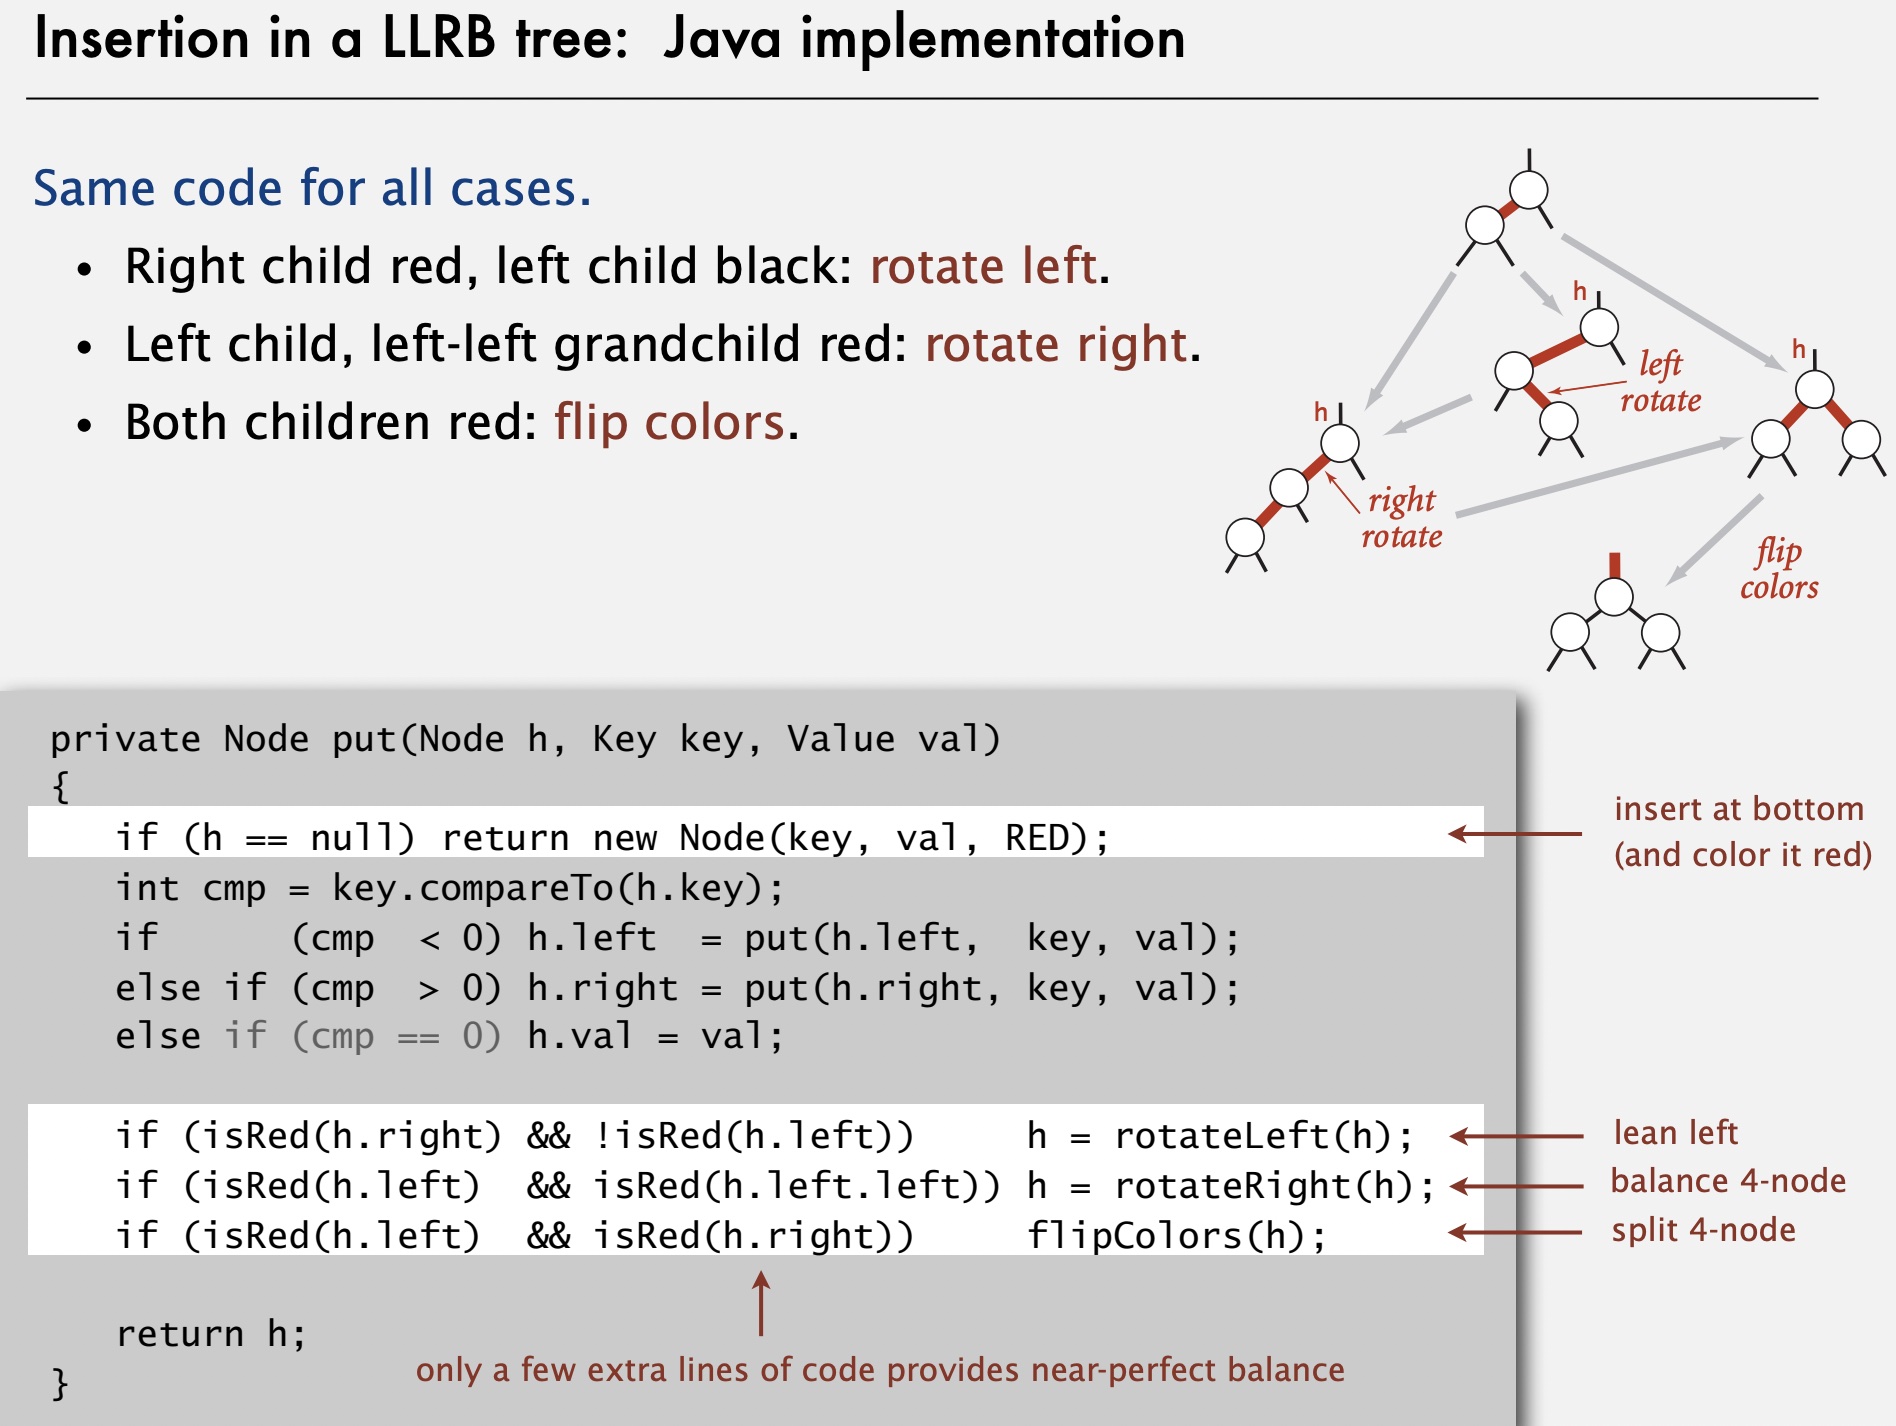 Insertion in a LLRB tree: Java implementation
Same code for all cases.
• Right child red, left child black: rotate left.
• Left child, left-left grandchild red: rotate right.
• Both children red: flip colors.
h
left
rotate
h
h
right
rotate
flip
colors
private Node put(Node h, Key key, Value val)
{
   if (h == null) return new Node(key, val, RED);
insert at bottom
(and color it red)
   int cmp = key.compareTo(h.key);
   if      (cmp  < 0) h.left  = put(h.left,  key, val);
   else if (cmp  > 0) h.right = put(h.right, key, val);
   else if (cmp == 0) h.val = val;
   if (isRed(h.right) && !isRed(h.left))     h = rotateLeft(h);
lean left
   if (isRed(h.left)  && isRed(h.left.left)) h = rotateRight(h);
balance 4-node
   if (isRed(h.left)  && isRed(h.right))     flipColors(h);
split 4-node
   return h;
only a few extra lines of code provides near-perfect balance
}